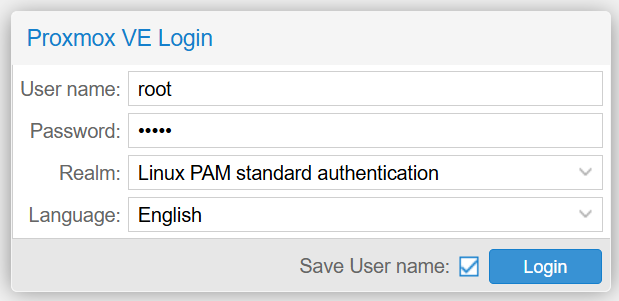 Proxmox VE Login
User name: root
Password: •••••
Realm: Linux PAM standard authentication
Language: English
Save User name: Login